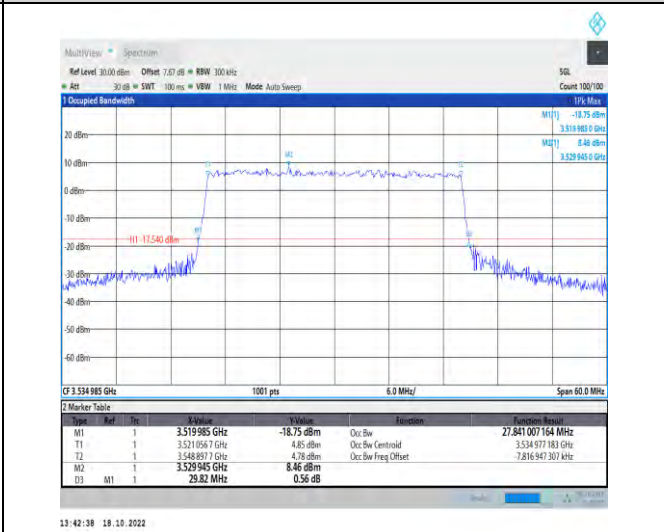 MultiView Spectrum
Ref Level 30.00 dBm Offset 7.67 dB RBW 300 kHz SGL
Att 30 dB SWT 100 ms VBW 1 MHz Mode Auto Sweep Count 100/100
1 Occupied Bandwidth 1Pk Max
M1[1] -18.75 dBm
3.519 985 0 GHz
M2[1] 8.46 dBm
3.529 945 0 GHz
20 dBm
10 dBm
M2
0 dBm
-10 dBm
M1
H1 -17.540 dBm
-20 dBm
-30 dBm
-40 dBm
-50 dBm
-60 dBm
CF 3.534 985 GHz 1001 pts 6.0 MHz/ Span 60.0 MHz
2 Marker Table
Type Ref Trc X-Value Y-Value Function Function Result
M1 1 3.519 985 GHz -18.75 dBm Occ Bw 27.841 007 164 MHz
T1 1 3.521 056 7 GHz 4.85 dBm Occ Bw Centroid 3.534 977 183 GHz
T2 1 3.548 897 7 GHz 4.78 dBm Occ Bw Freq Offset -7.816 947 307 kHz
M2 1 3.529 945 GHz 8.46 dBm
D3 M1 1 29.82 MHz 0.56 dB
13:42:38 18.10.2022